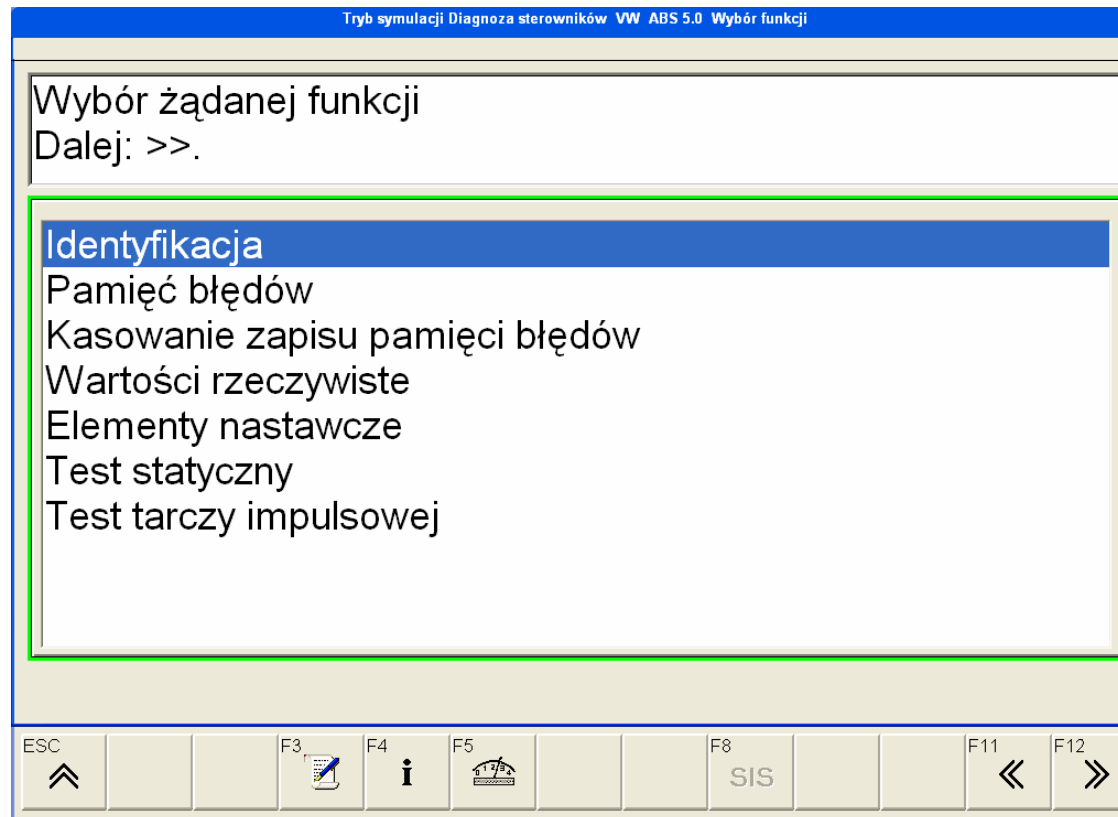 Tryb symulacji Diagnoza sterowników VW ABS 5.0 Wybór funkcji
Wybór żądanej funkcji
Dalej: >>.
Identyfikacja
Pamięć błędów
Kasowanie zapisu pamięci błędów
Wartości rzeczywiste
Elementy nastawcze
Test statyczny
Test tarczy impulsowej
ESC F3 F4 i F5 F8 SIS F11 F12